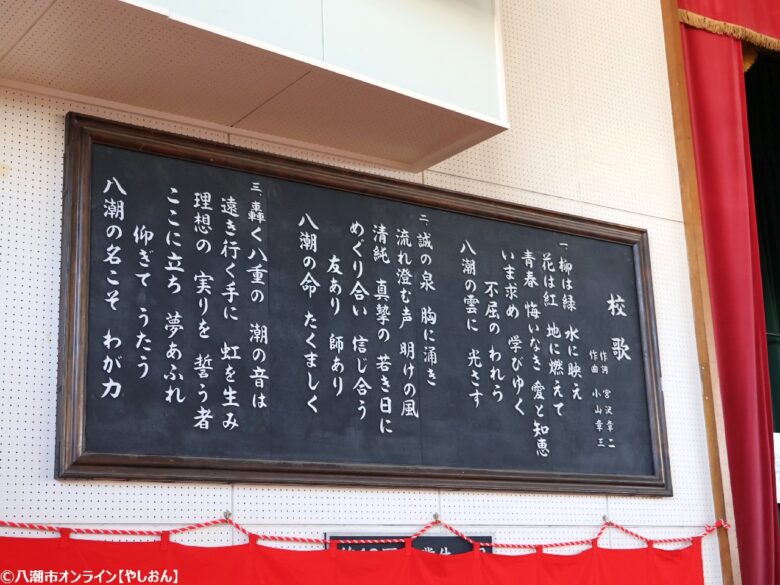 校歌
作詞 宮沢章二
作曲 小山章三
一、柳は緑 水に映え
花は紅 地に燃えて
青春 悔いなき 愛と知恵
いま求め 学びゆく
不屈の われら
八潮の雲に 光さす
二、誠の泉 胸に涌き
流れ澄む声 明けの風
清純 真摯の 若き日に
めぐり合い 信じ合う
友あり 師あり
八潮の命 たくましく
三、轟く八重の 潮の音は
遠き行く手に 虹を生み
理想の 実りを 誓う者
ここに立ち 夢あふれ
仰ぎて うたう
八潮の名こそ わが力
©八潮市オンライン【やしおん】